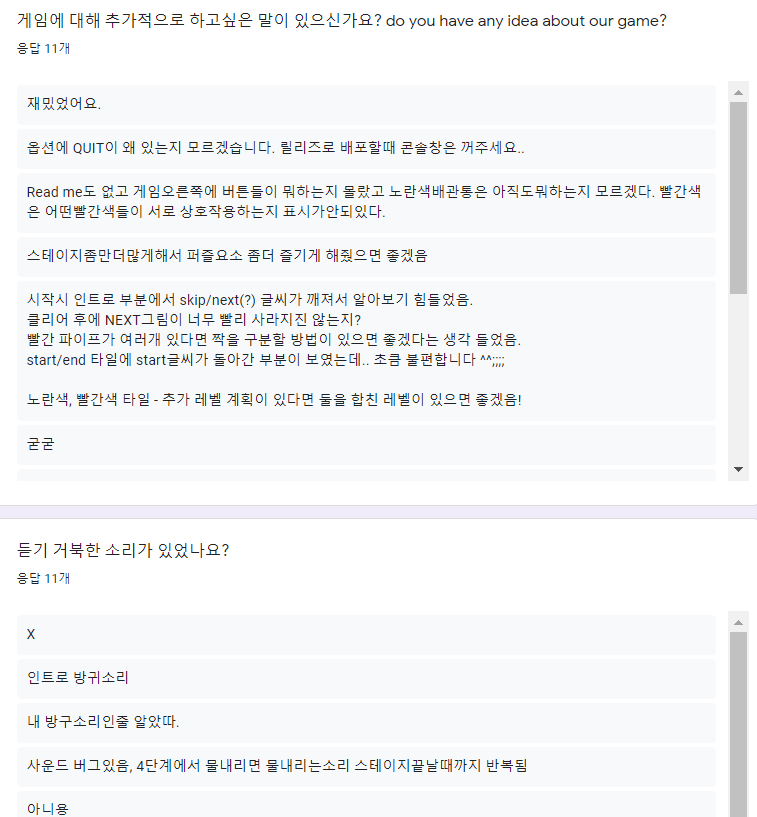 게임에 대해 추가적으로 하고싶은 말이 있으신가요? do you have any idea about our game?
응답 11개
재밌었어요.
옵션에 QUIT이 왜 있는지 모르겠습니다. 릴리즈로 배포할때 콘솔창은 꺼주세요..
Read me도 없고 게임오른쪽에 버튼들이 뭐하는지 몰랐고 노란색배관통은 아직도뭐하는지 모르겠다. 빨간색
은 어떤빨간색들이 서로 상호작용하는지 표시가안되있다.
스테이지좀만더많게해서 퍼즐요소 좀더 즐기게 해줬으면 좋겠음
시작시 인트로 부분에서 skip/next(?) 글씨가 깨져서 알아보기 힘들었음.
클리어 후에 NEXT그림이 너무 빨리 사라지진 않는지?
빨간 파이프가 여러개 있다면 짝을 구분할 방법이 있으면 좋겠다는 생각 들었음.
start/end 타일에 start글씨가 돌아간 부분이 보였는데.. 초큼 불편합니다 ^^;;;;
노란색, 빨간색 타일 - 추가 레벨 계획이 있다면 둘을 합친 레벨이 있으면 좋겠음!
굳굳
듣기 거북한 소리가 있었나요?
응답 11개
X
인트로 방귀소리
내 방구소리인줄 알았따.
사운드 버그있음, 4단계에서 물내리면 물내리는소리 스테이지끝날때까지 반복됨
아니용